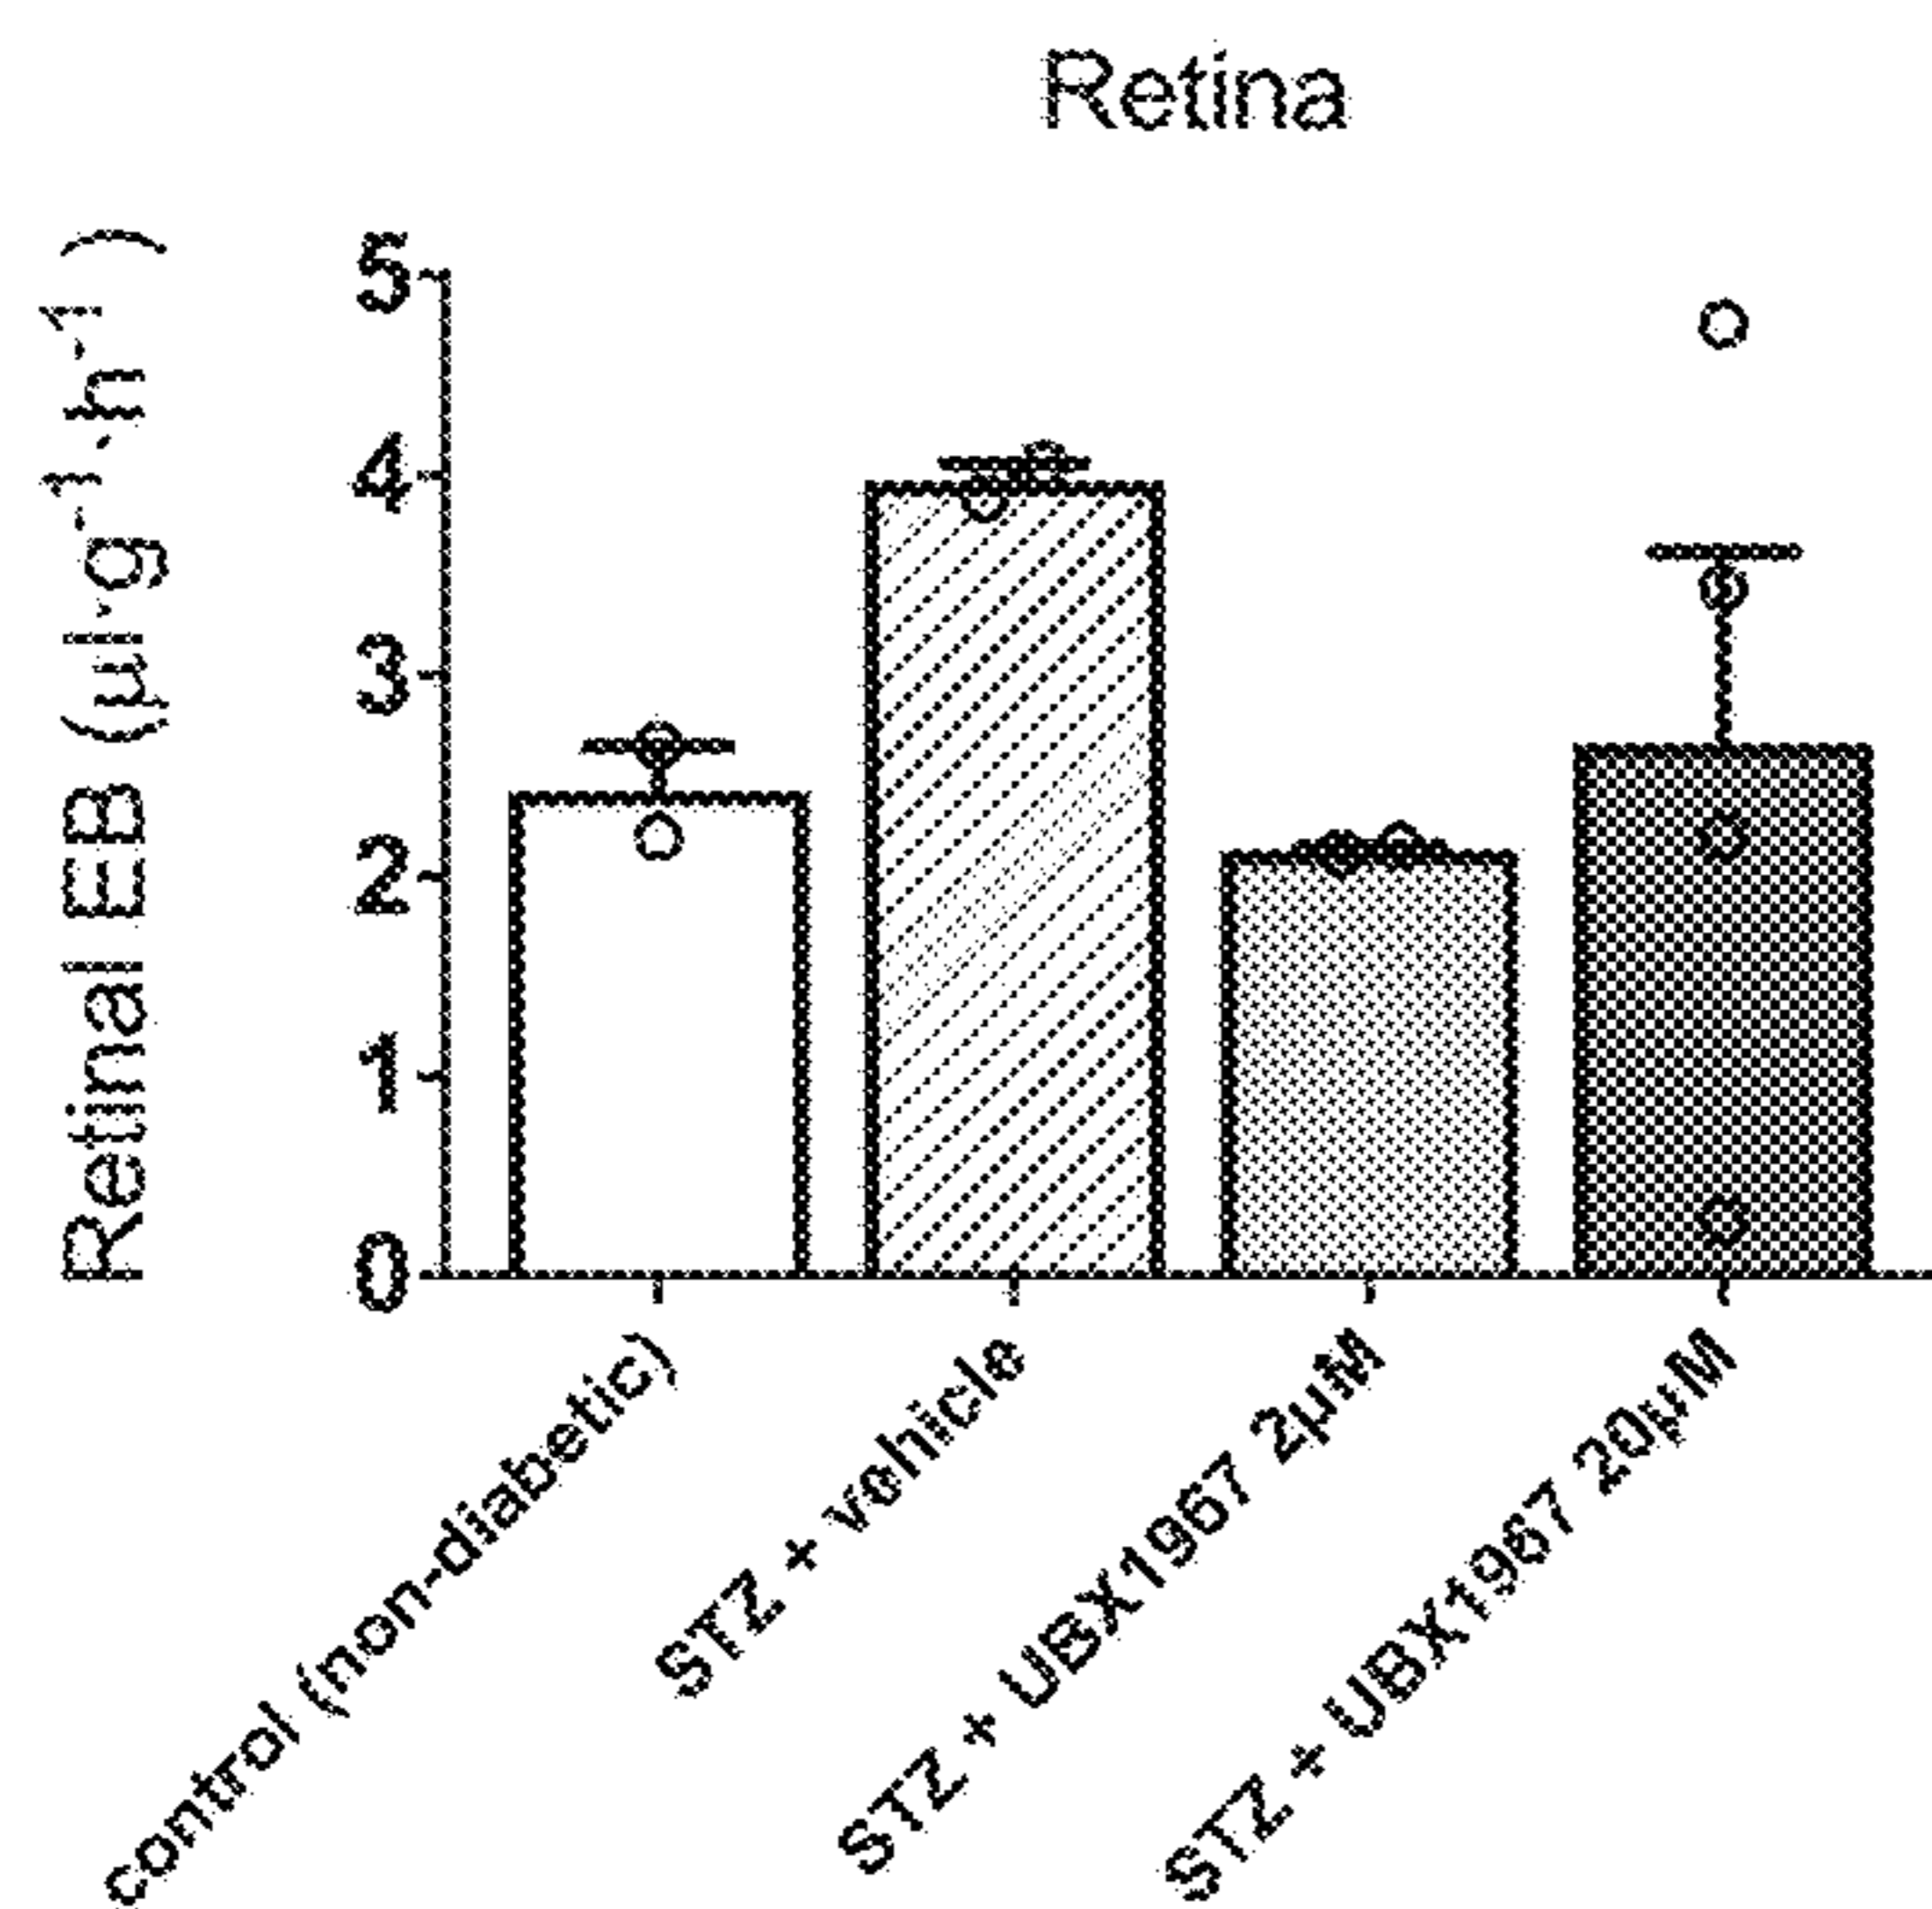 Retina
Retinal EB (µl·g⁻¹·h⁻¹)
5
4
3
2
1
0
control (non-diabetic)
STZ + vehicle
STZ + UBX1967 2µM
STZ + UBX1967 20µM